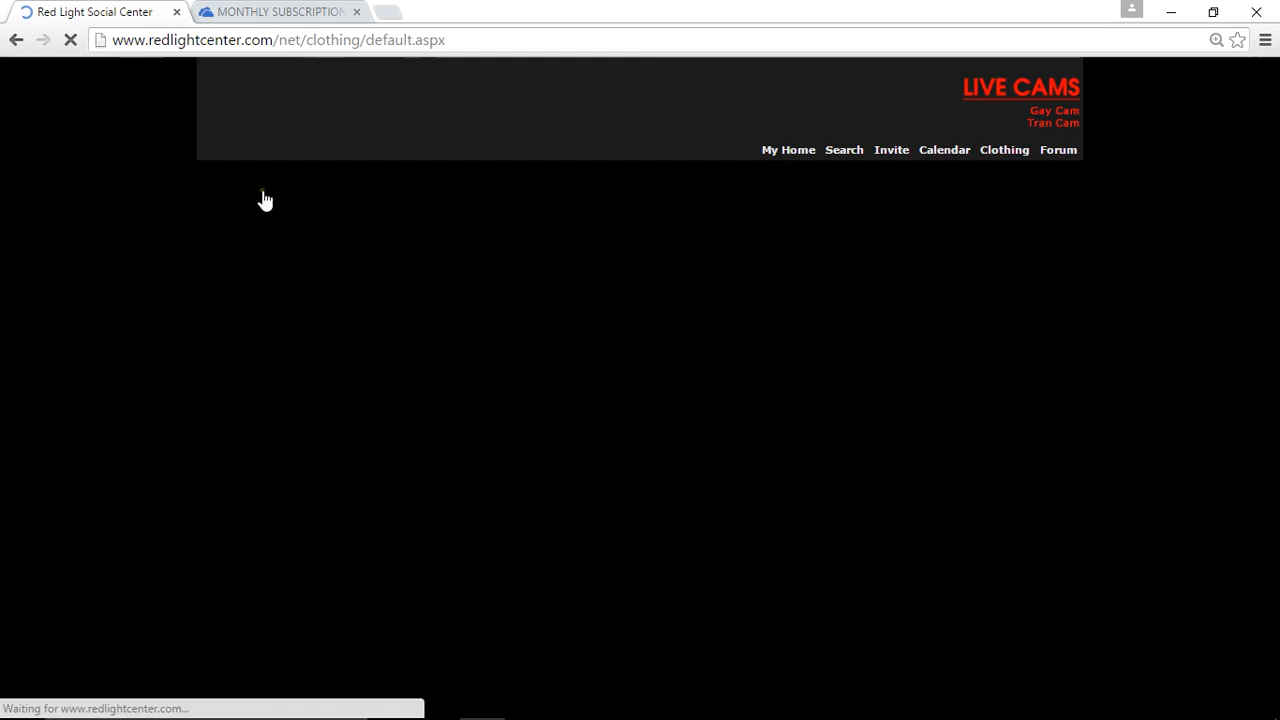 Red Light Social Center
MONTHLY SUBSCRIPTION
www.redlightcenter.com/net/clothing/default.aspx
LIVE CAMS
Gay Cam
Tran Cam
My Home Search Invite Calendar Clothing Forum
Waiting for www.redlightcenter.com...